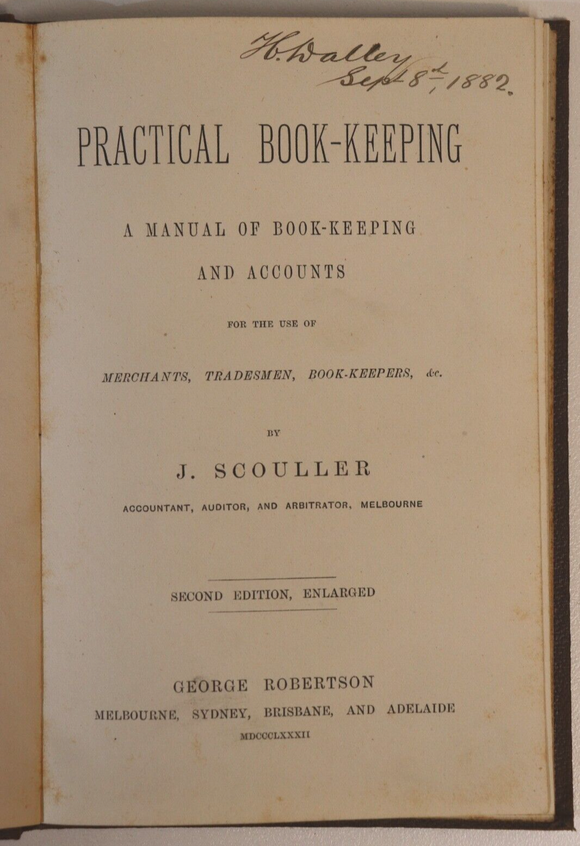 H. Walley
Sept 8th, 1882.
PRACTICAL BOOK-KEEPING
A MANUAL OF BOOK-KEEPING
AND ACCOUNTS
FOR THE USE OF
MERCHANTS, TRADESMEN, BOOK-KEEPERS, &c.
BY
J. SCOULLER
ACCOUNTANT, AUDITOR, AND ARBITRATOR, MELBOURNE
SECOND EDITION, ENLARGED
GEORGE ROBERTSON
MELBOURNE, SYDNEY, BRISBANE, AND ADELAIDE
MDCCCLXXXII